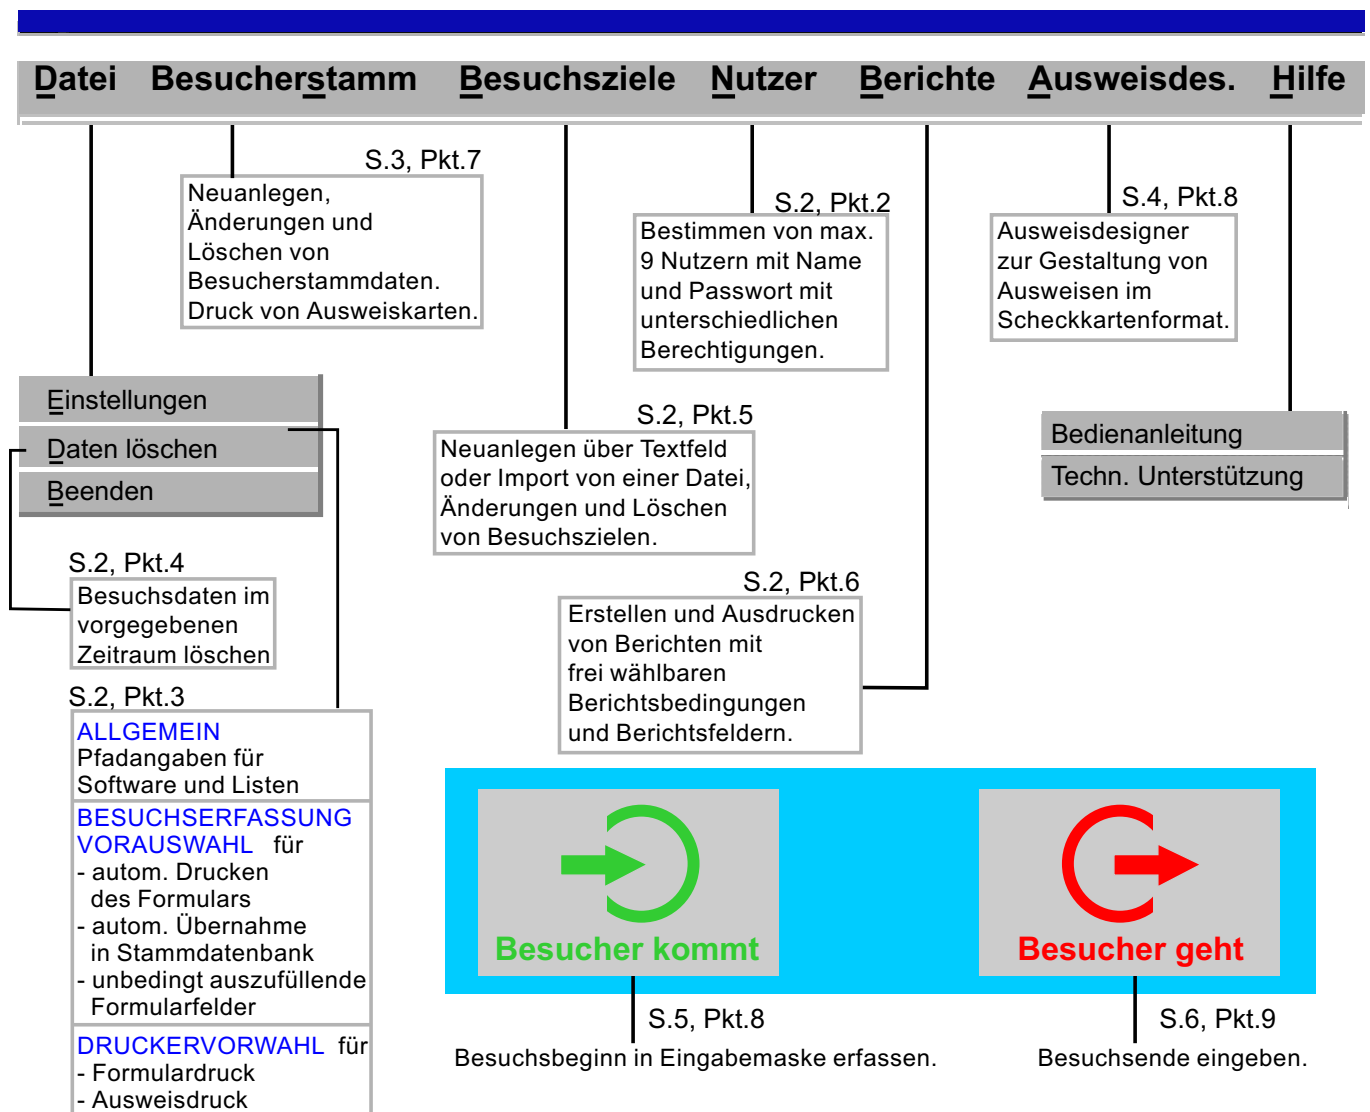 Datei Besucherstamm Besuchsziele Nutzer Berichte Ausweisdes. Hilfe
S.3, Pkt.7
Neuanlegen,
Änderungen und
Löschen von
Besucherstammdaten.
Druck von Ausweiskarten.
S.2, Pkt.2
Bestimmen von max.
9 Nutzern mit Name
und Passwort mit
unterschiedlichen
Berechtigungen.
S.4, Pkt.8
Ausweisdesigner
zur Gestaltung von
Ausweisen im
Scheckkartenformat.
Einstellungen
Daten löschen
Beenden
S.2, Pkt.5
Neuanlegen über Textfeld
oder Import von einer Datei,
Änderungen und Löschen
von Besuchszielen.
Bedienanleitung
Techn. Unterstützung
S.2, Pkt.4
Besuchsdaten im
vorgegebenen
Zeitraum löschen
S.2, Pkt.6
Erstellen und Ausdrucken
von Berichten mit
frei wählbaren
Berichtsbedingungen
und Berichtsfeldern.
S.2, Pkt.3
ALLGEMEIN
Pfadangaben für
Software und Listen
BESUCHSERFASSUNG
VORAUSWAHL für
- autom. Drucken
des Formulars
- autom. Übernahme
in Stammdatenbank
- unbedingt auszufüllende
Formularfelder
DRUCKERVORWAHL für
- Formulardruck
- Ausweisdruck
Besucher kommt
Besucher geht
S.5, Pkt.8
Besuchsbeginn in Eingabemaske erfassen.
S.6, Pkt.9
Besuchsende eingeben.